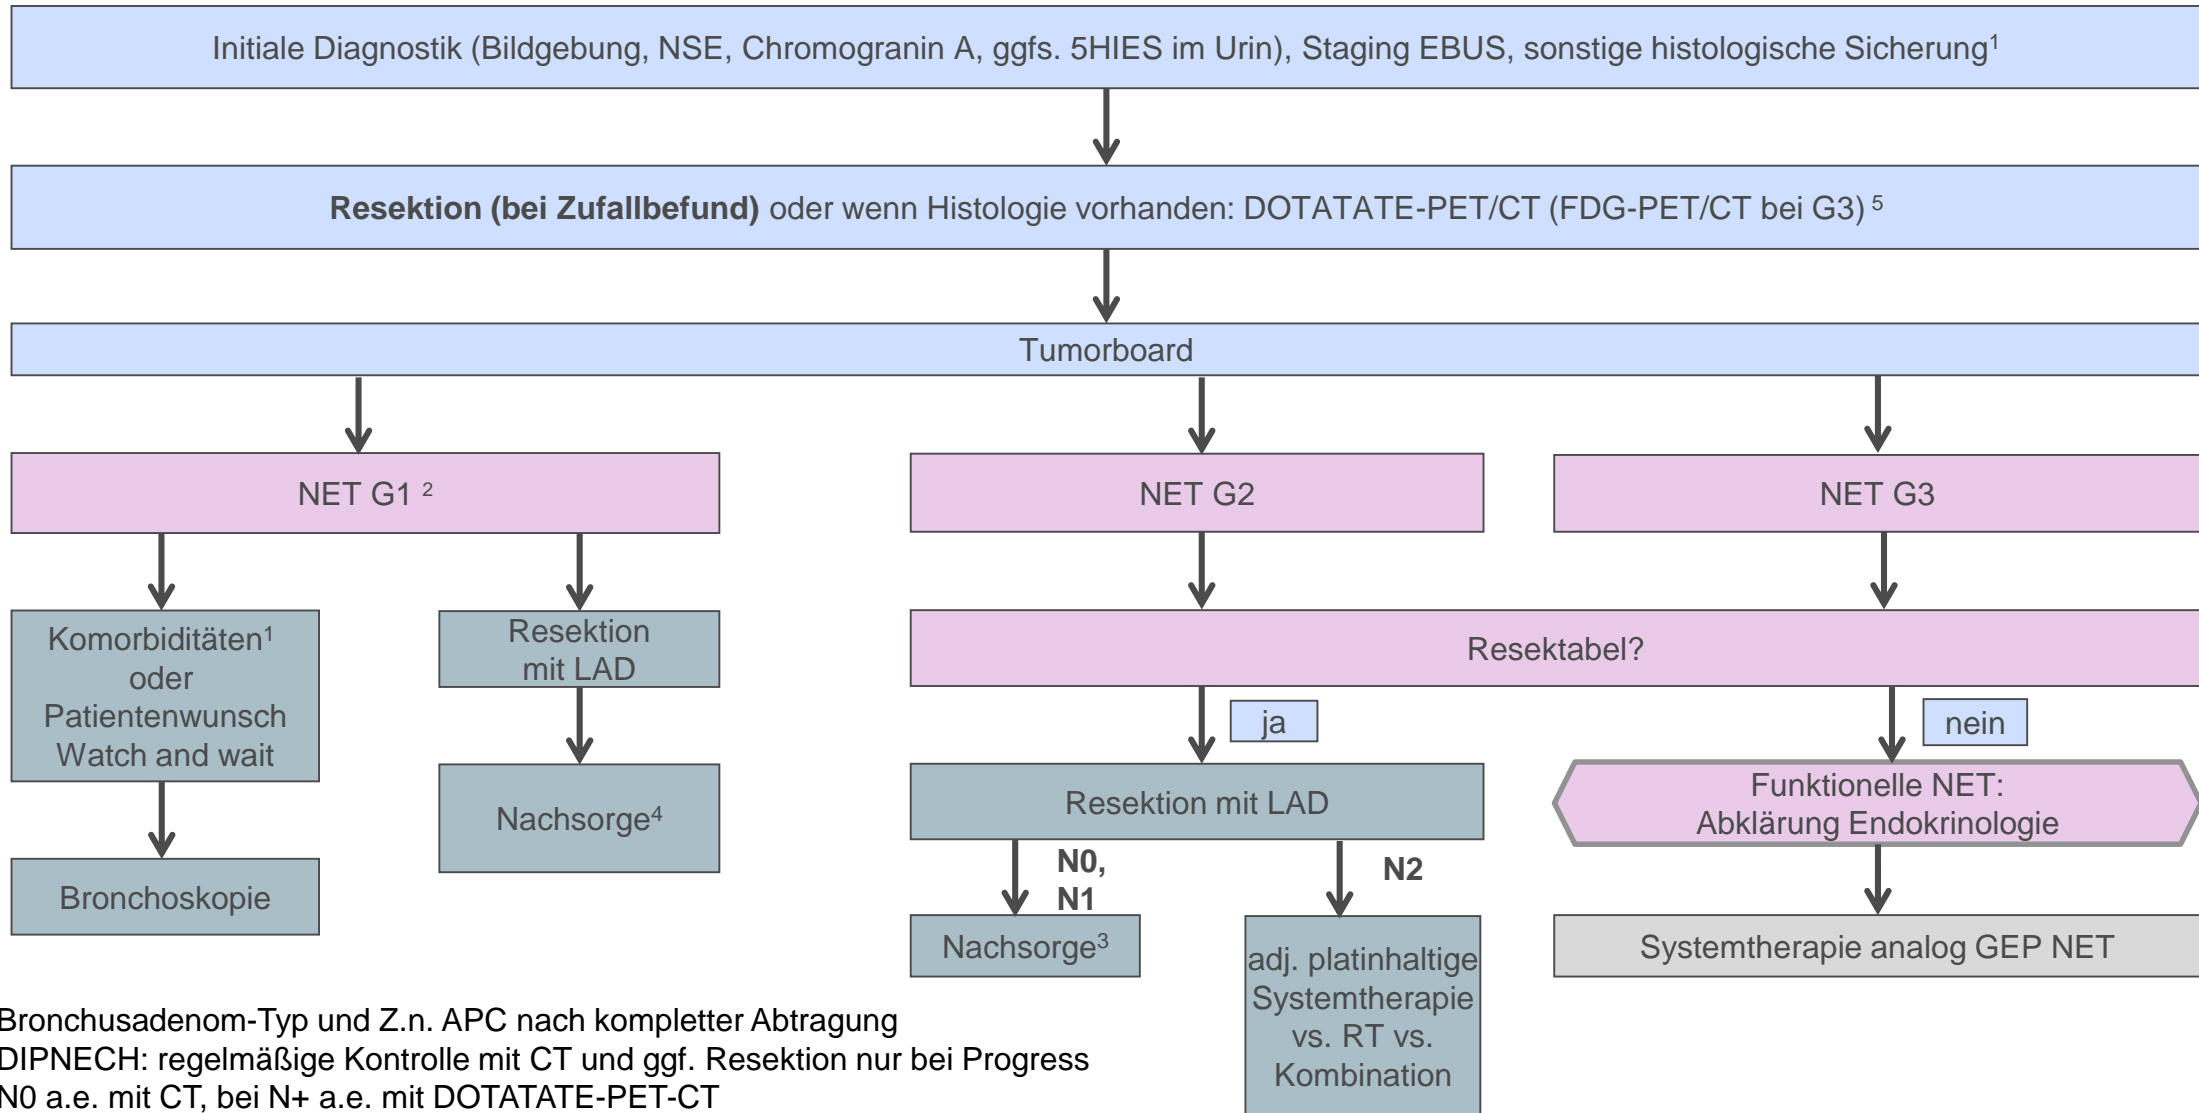 Initiale Diagnostik (Bildgebung, NSE, Chromogranin A, ggfs. 5HIES im Urin), Staging EBUS, sonstige histologische Sicherung¹
Resektion (bei Zufallbefund) oder wenn Histologie vorhanden: DOTATATE-PET/CT (FDG-PET/CT bei G3) ⁵
Tumorboard
NET G1 ²
NET G2
NET G3
Komorbiditäten¹
oder
Patientenwunsch
Watch and wait
Resektion
mit LAD
Resektabel?
ja
nein
Nachsorge⁴
Resektion mit LAD
Funktionelle NET:
Abklärung Endokrinologie
Bronchoskopie
N0,
N1
N2
Nachsorge³
adj. platinhaltige
Systemtherapie
vs. RT vs.
Kombination
Systemtherapie analog GEP NET
Bronchusadenom-Typ und Z.n. APC nach kompletter Abtragung
DIPNECH: regelmäßige Kontrolle mit CT und ggf. Resektion nur bei Progress
N0 a.e. mit CT, bei N+ a.e. mit DOTATATE-PET-CT